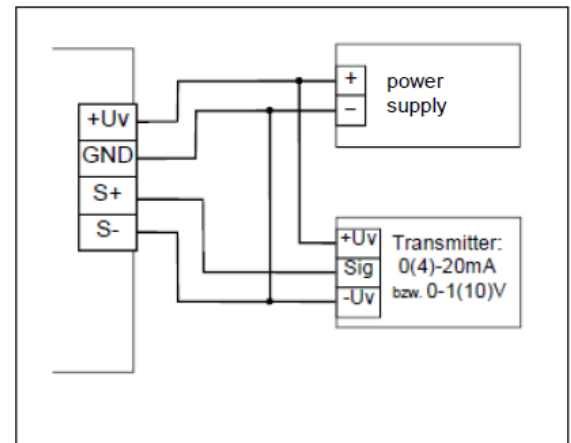 +Uv
GND
S+
S-
+
–
power
supply
+Uv
Sig
-Uv
Transmitter:
0(4)-20mA
bzw. 0-1(10)V